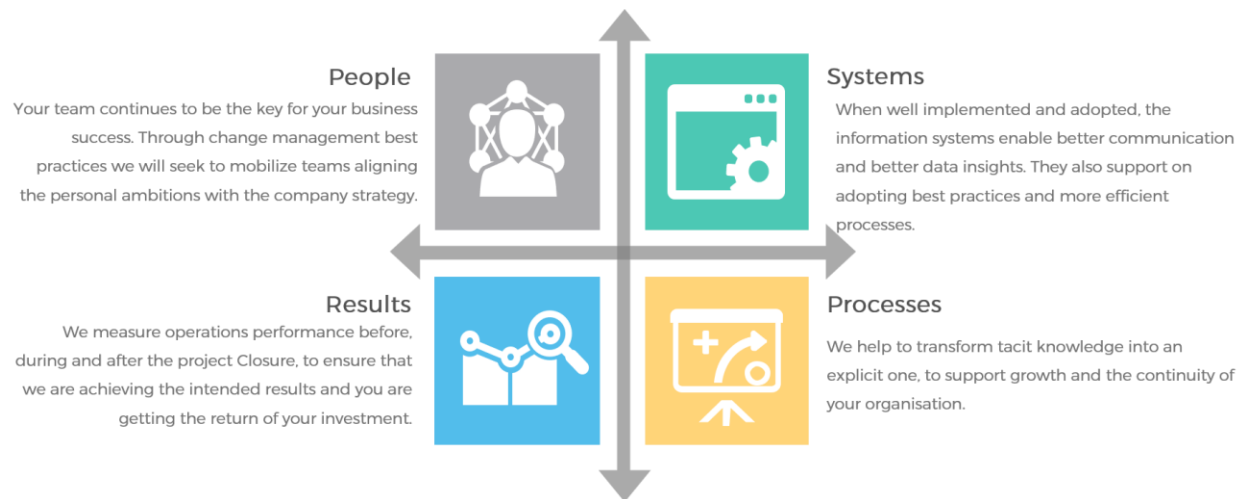 People
Your team continues to be the key for your business
success. Through change management best
practices we will seek to mobilize teams aligning
the personal ambitions with the company strategy.
Systems
When well implemented and adopted, the
information systems enable better communication
and better data insights. They also support on
adopting best practices and more efficient
processes.
Results
We measure operations performance before,
during and after the project Closure, to ensure that
we are achieving the intended results and you are
getting the return of your investment.
Processes
We help to transform tacit knowledge into an
explicit one, to support growth and the continuity of
your organisation.